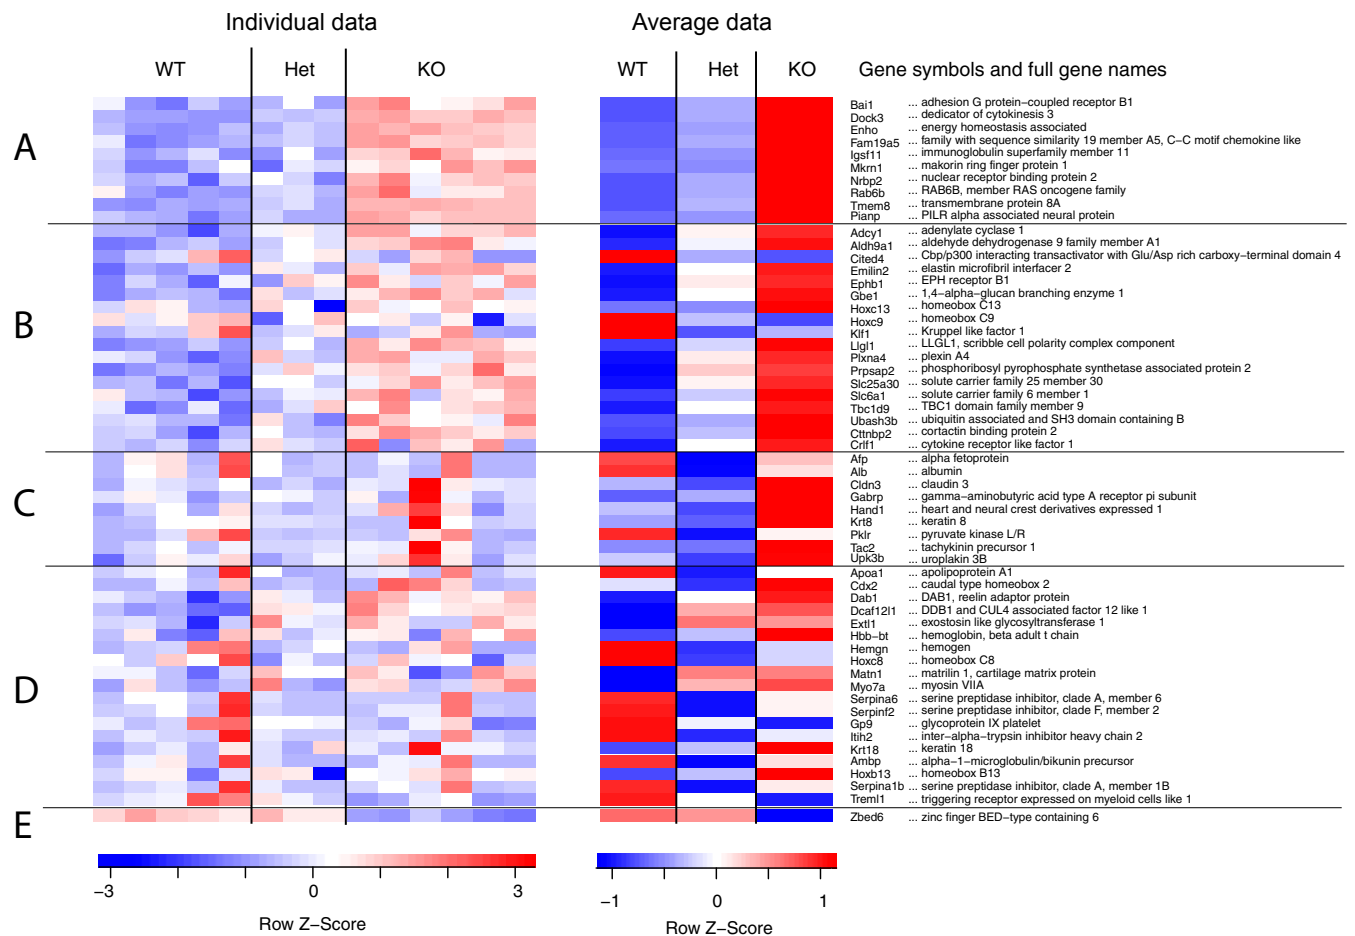 Individual data Average data
WT Het KO WT Het KO Gene symbols and full gene names
A
Bai1 ... adhesion G protein−coupled receptor B1
Dock3 ... dedicator of cytokinesis 3
Enho ... energy homeostasis associated
Fam19a5 ... family with sequence similarity 19 member A5, C−C motif chemokine like
Igsf11 ... immunoglobulin superfamily member 11
Mkrn1 ... makorin ring finger protein 1
Nrbp2 ... nuclear receptor binding protein 2
Rab6b ... RAB6B, member RAS oncogene family
Tmem8 ... transmembrane protein 8A
Pianp ... PILR alpha associated neural protein
B
Adcy1 ... adenylate cyclase 1
Aldh9a1 ... aldehyde dehydrogenase 9 family member A1
Cited4 ... Cbp/p300 interacting transactivator with Glu/Asp rich carboxy−terminal domain 4
Emilin2 ... elastin microfibril interfacer 2
Ephb1 ... EPH receptor B1
Gbe1 ... 1,4−alpha−glucan branching enzyme 1
Hoxc13 ... homeobox C13
Hoxc9 ... homeobox C9
Klf1 ... Kruppel like factor 1
Llgl1 ... LLGL1, scribble cell polarity complex component
Plxna4 ... plexin A4
Prpsap2 ... phosphoribosyl pyrophosphate synthetase associated protein 2
Slc25a30 ... solute carrier family 25 member 30
Slc6a1 ... solute carrier family 6 member 1
Tbc1d9 ... TBC1 domain family member 9
Ubash3b ... ubiquitin associated and SH3 domain containing B
Cttnbp2 ... cortactin binding protein 2
Crlf1 ... cytokine receptor like factor 1
C
Afp ... alpha fetoprotein
Alb ... albumin
Cldn3 ... claudin 3
Gabrp ... gamma−aminobutyric acid type A receptor pi subunit
Hand1 ... heart and neural crest derivatives expressed 1
Krt8 ... keratin 8
Pklr ... pyruvate kinase L/R
Tac2 ... tachykinin precursor 1
Upk3b ... uroplakin 3B
D
Apoa1 ... apolipoprotein A1
Cdx2 ... caudal type homeobox 2
Dab1 ... DAB1, reelin adaptor protein
Dcaf12l1 ... DDB1 and CUL4 associated factor 12 like 1
Extl1 ... exostosin like glycosyltransferase 1
Hbb−bt ... hemoglobin, beta adult t chain
Hemgn ... hemogen
Hoxc8 ... homeobox C8
Matn1 ... matrilin 1, cartilage matrix protein
Myo7a ... myosin VIIA
Serpina6 ... serine peptidase inhibitor, clade A, member 6
Serpinf2 ... serine peptidase inhibitor, clade F, member 2
Gp9 ... glycoprotein IX platelet
Itih2 ... inter−alpha−trypsin inhibitor heavy chain 2
Krt18 ... keratin 18
Ambp ... alpha−1−microglobulin/bikunin precursor
Hoxb13 ... homeobox B13
Serpina1b ... serine peptidase inhibitor, clade A, member 1B
Treml1 ... triggering receptor expressed on myeloid cells like 1
E
Zbed6 ... zinc finger BED−type containing 6
−3 0 3 −1 0 1
Row Z−Score Row Z−Score